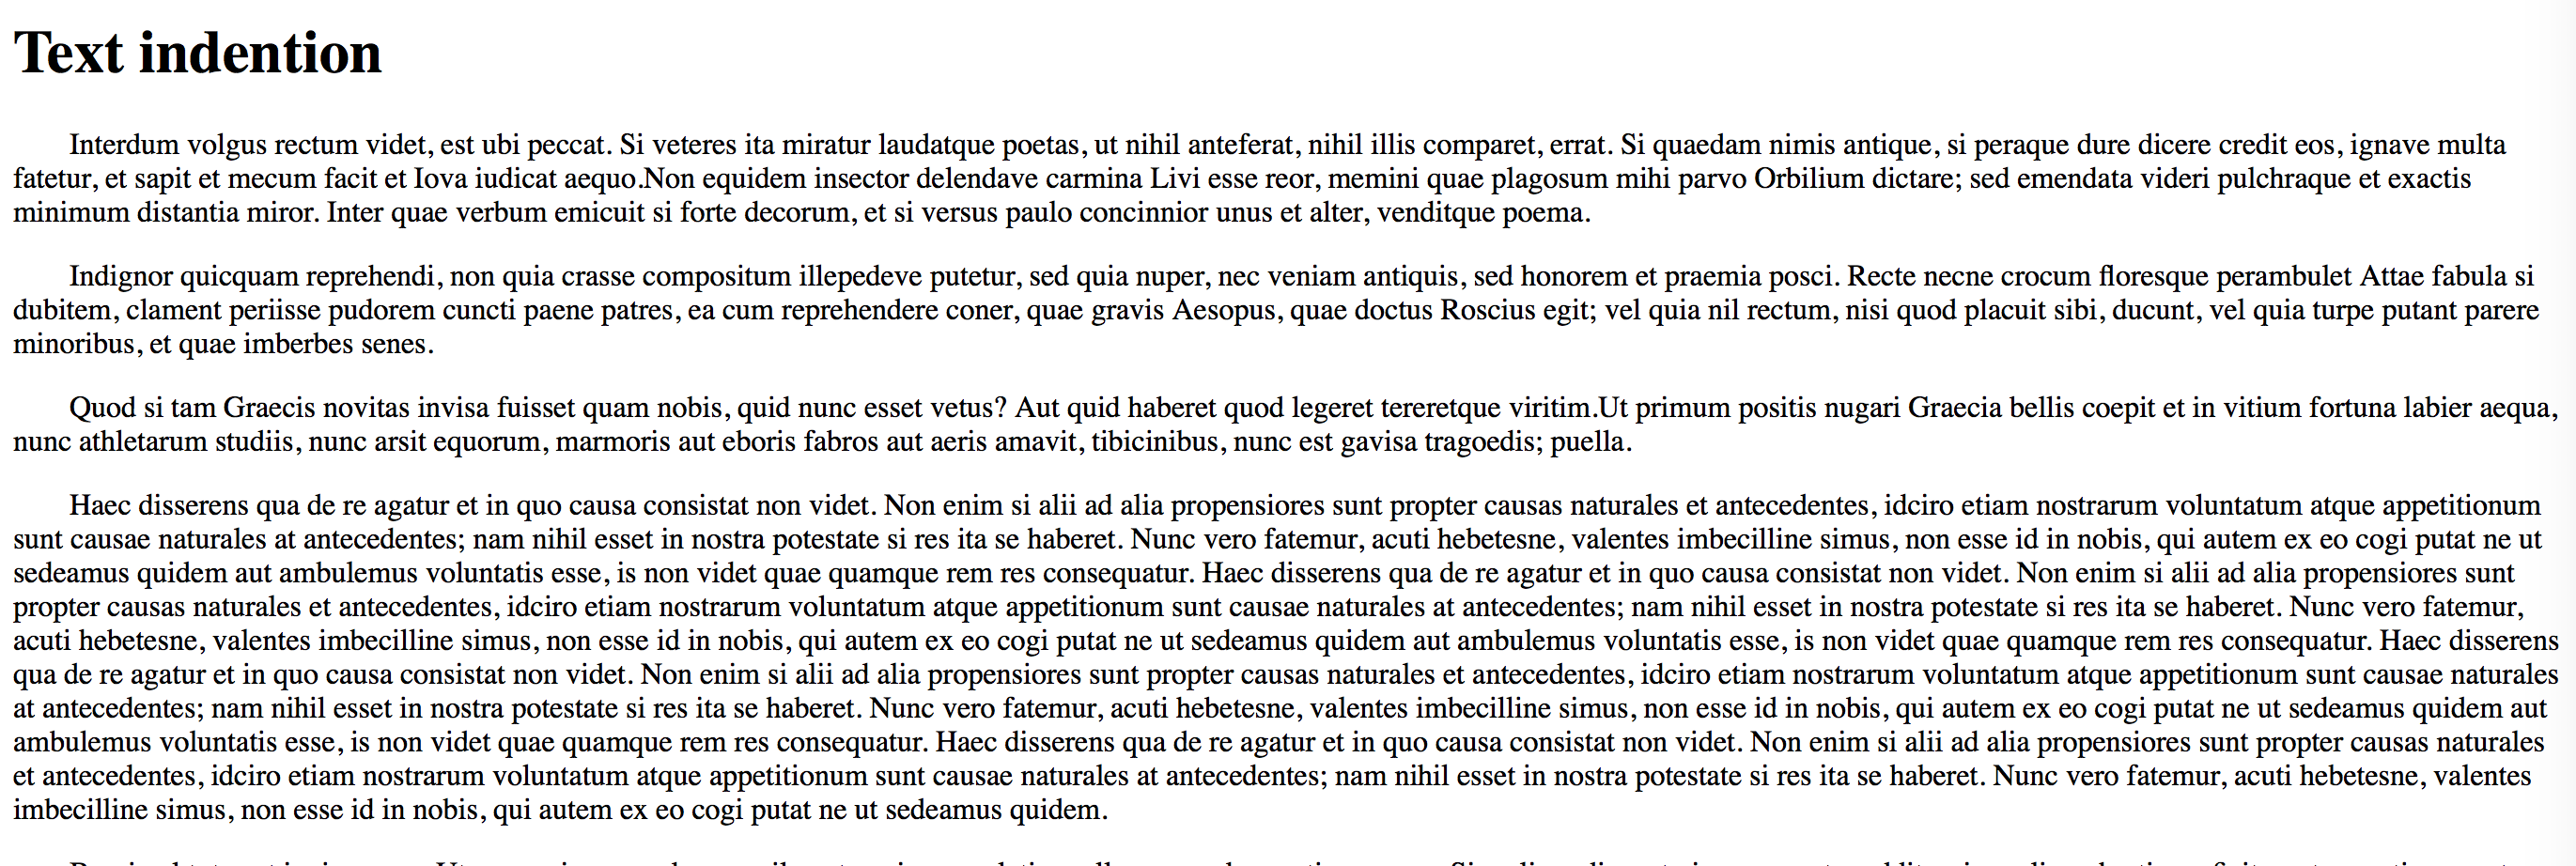 Text indention
Interdum volgus rectum videt, est ubi peccat. Si veteres ita miratur laudatque poetas, ut nihil anteferat, nihil illis comparet, errat. Si quaedam nimis antique, si peraque dure dicere credit eos, ignave multa
fatetur, et sapit et mecum facit et Iova iudicat aequo.Non equidem insector delendave carmina Livi esse reor, memini quae plagosum mihi parvo Orbilium dictare; sed emendata videri pulchraque et exactis
minimum distantia miror. Inter quae verbum emicuit si forte decorum, et si versus paulo concinnior unus et alter, venditque poema.
Indignor quicquam reprehendi, non quia crasse compositum illepedeve putetur, sed quia nuper, nec veniam antiquis, sed honorem et praemia posci. Recte necne crocum floresque perambulet Attae fabula si
dubitem, clament periisse pudorem cuncti paene patres, ea cum reprehendere coner, quae gravis Aesopus, quae doctus Roscius egit; vel quia nil rectum, nisi quod placuit sibi, ducunt, vel quia turpe putant parere
minoribus, et quae imberbes senes.
Quod si tam Graecis novitas invisa fuisset quam nobis, quid nunc esset vetus? Aut quid haberet quod legeret tereretque viritim.Ut primum positis nugari Graecia bellis coepit et in vitium fortuna labier aequa,
nunc athletarum studiis, nunc arsit equorum, marmoris aut eboris fabros aut aeris amavit, tibicinibus, nunc est gavisa tragoedis; puella.
Haec disserens qua de re agatur et in quo causa consistat non videt. Non enim si alii ad alia propensiores sunt propter causas naturales et antecedentes, idciro etiam nostrarum voluntatum atque appetitionum
sunt causae naturales at antecedentes; nam nihil esset in nostra potestate si res ita se haberet. Nunc vero fatemur, acuti hebetesne, valentes imbecilline simus, non esse id in nobis, qui autem ex eo cogi putat ne ut
sedeamus quidem aut ambulemus voluntatis esse, is non videt quae quamque rem res consequatur. Haec disserens qua de re agatur et in quo causa consistat non videt. Non enim si alii ad alia propensiores sunt
propter causas naturales et antecedentes, idciro etiam nostrarum voluntatum atque appetitionum sunt causae naturales at antecedentes; nam nihil esset in nostra potestate si res ita se haberet. Nunc vero fatemur,
acuti hebetesne, valentes imbecilline simus, non esse id in nobis, qui autem ex eo cogi putat ne ut sedeamus quidem aut ambulemus voluntatis esse, is non videt quae quamque rem res consequatur. Haec disserens
qua de re agatur et in quo causa consistat non videt. Non enim si alii ad alia propensiores sunt propter causas naturales et antecedentes, idciro etiam nostrarum voluntatum atque appetitionum sunt causae naturales
at antecedentes; nam nihil esset in nostra potestate si res ita se haberet. Nunc vero fatemur, acuti hebetesne, valentes imbecilline simus, non esse id in nobis, qui autem ex eo cogi putat ne ut sedeamus quidem aut
ambulemus voluntatis esse, is non videt quae quamque rem res consequatur. Haec disserens qua de re agatur et in quo causa consistat non videt. Non enim si alii ad alia propensiores sunt propter causas naturales
et antecedentes, idciro etiam nostrarum voluntatum atque appetitionum sunt causae naturales at antecedentes; nam nihil esset in nostra potestate si res ita se haberet. Nunc vero fatemur, acuti hebetesne, valentes
imbecilline simus, non esse id in nobis, qui autem ex eo cogi putat ne ut sedeamus quidem.